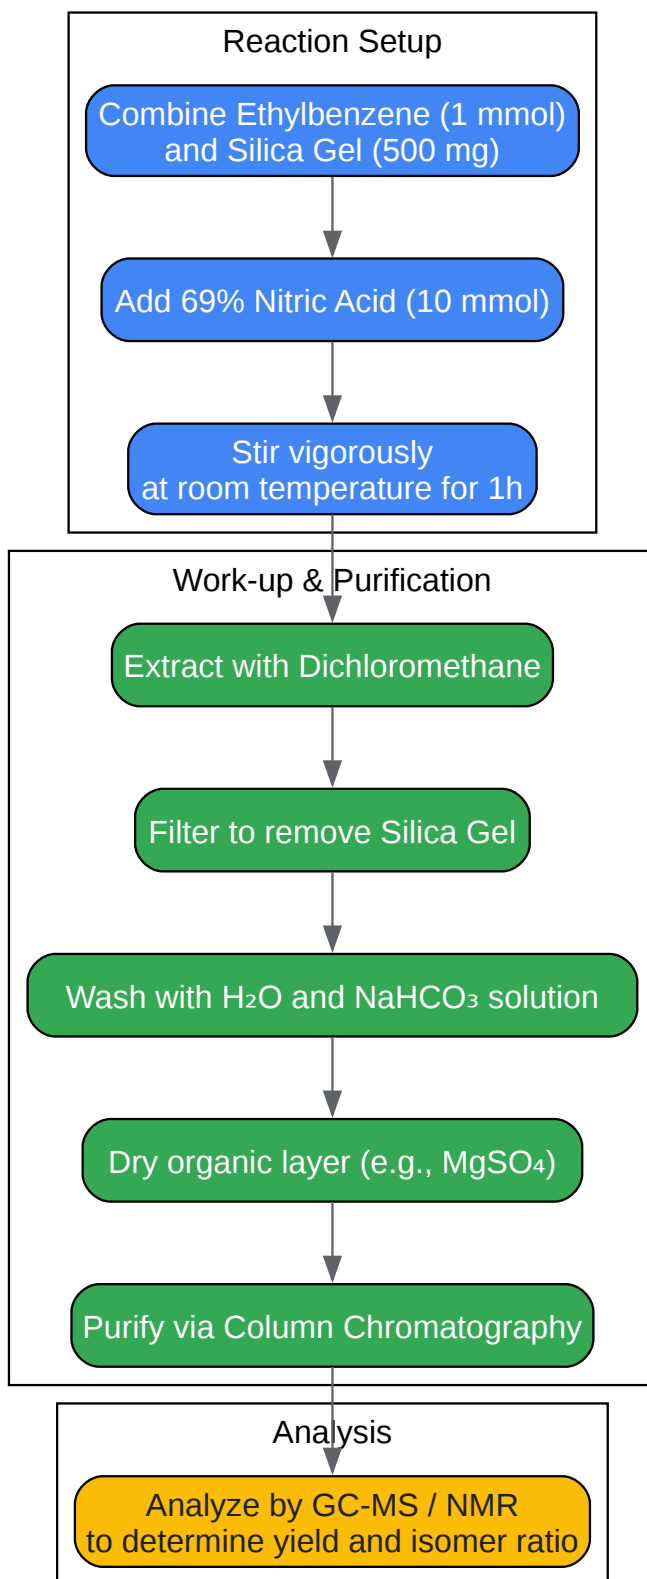 Reaction Setup
Combine Ethylbenzene (1 mmol)
and Silica Gel (500 mg)
Add 69% Nitric Acid (10 mmol)
Stir vigorously
at room temperature for 1h
Work-up & Purification
Extract with Dichloromethane
Filter to remove Silica Gel
Wash with H₂O and NaHCO₃ solution
Dry organic layer (e.g., MgSO₄)
Purify via Column Chromatography
Analysis
Analyze by GC-MS / NMR
to determine yield and isomer ratio